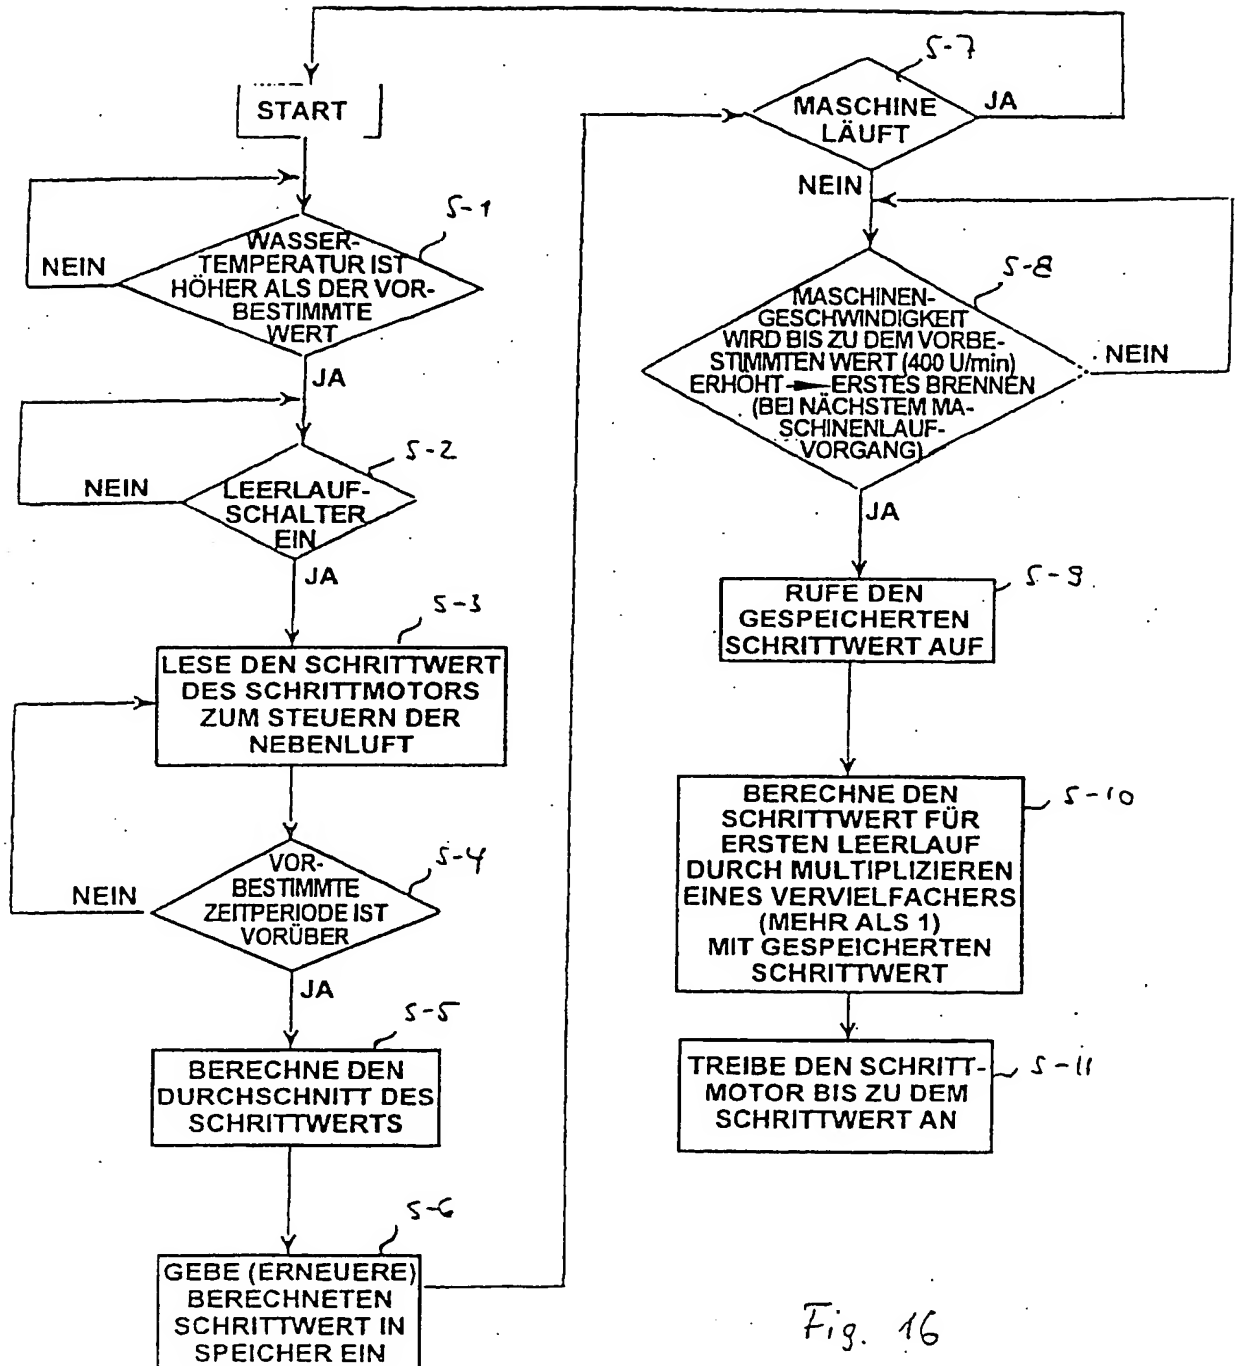 START
S-1
WASSER-
TEMPERATUR IST
HÖHER ALS DER VOR-
BESTIMMTE
WERT
NEIN
JA
S-2
LEERLAUF-
SCHALTER
EIN
NEIN
JA
S-3
LESE DEN SCHRITTWERT
DES SCHRITTMOTORS
ZUM STEUERN DER
NEBENLUFT
S-4
VOR-
BESTIMMTE
ZEITPERIODE IST
VORÜBER
NEIN
JA
S-5
BERECHNE DEN
DURCHSCHNITT DES
SCHRITTWERTS
S-6
GEBE (ERNEUERE)
BERECHNETEN
SCHRITTWERT IN
SPEICHER EIN
S-7
MASCHINE
LÄUFT
JA
NEIN
S-8
MASCHINEN-
GESCHWINDIGKEIT
WIRD BIS ZU DEM VORBE-
STIMMTEN WERT (400 U/min)
ERHÖHT → ERSTES BRENNEN
(BEI NÄCHSTEM MA-
SCHINENLAUF-
VORGANG)
NEIN
JA
S-9
RUFE DEN
GESPEICHERTEN
SCHRITTWERT AUF
S-10
BERECHNE DEN
SCHRITTWERT FÜR
ERSTEN LEERLAUF
DURCH MULTIPLIZIEREN
EINES VERVIELFACHERS
(MEHR ALS 1)
MIT GESPEICHERTEN
SCHRITTWERT
S-11
TREIBE DEN SCHRITT-
MOTOR BIS ZU DEM
SCHRITTWERT AN
Fig. 16